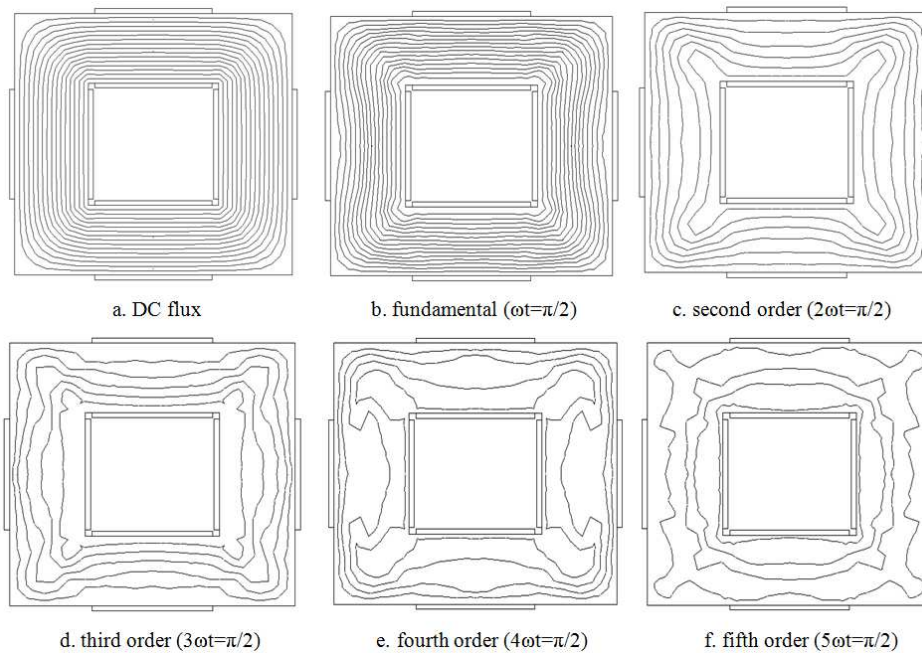 a. DC flux
b. fundamental (ωt=π/2)
c. second order (2ωt=π/2)
d. third order (3ωt=π/2)
e. fourth order (4ωt=π/2)
f. fifth order (5ωt=π/2)